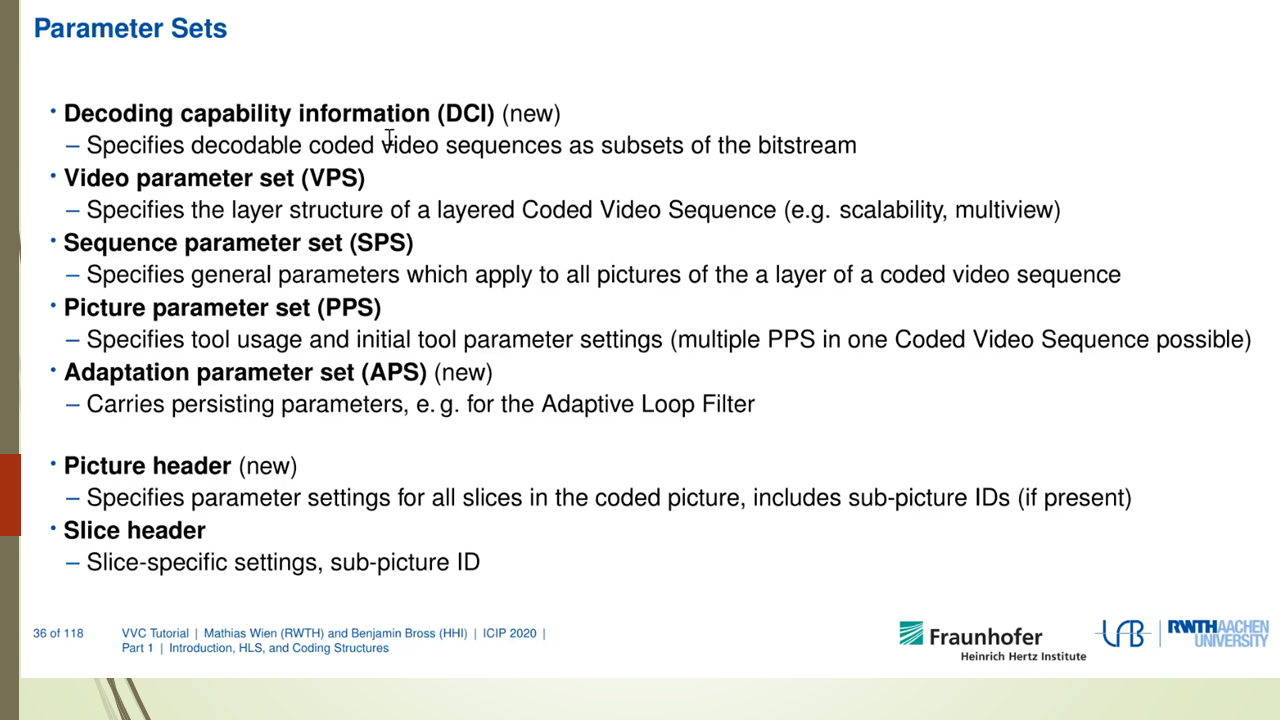 Parameter Sets
• Decoding capability information (DCI) (new)
– Specifies decodable coded video sequences as subsets of the bitstream
• Video parameter set (VPS)
– Specifies the layer structure of a layered Coded Video Sequence (e.g. scalability, multiview)
• Sequence parameter set (SPS)
– Specifies general parameters which apply to all pictures of the a layer of a coded video sequence
• Picture parameter set (PPS)
– Specifies tool usage and initial tool parameter settings (multiple PPS in one Coded Video Sequence possible)
• Adaptation parameter set (APS) (new)
– Carries persisting parameters, e. g. for the Adaptive Loop Filter
• Picture header (new)
– Specifies parameter settings for all slices in the coded picture, includes sub-picture IDs (if present)
• Slice header
– Slice-specific settings, sub-picture ID
36 of 118
VVC Tutorial | Mathias Wien (RWTH) and Benjamin Bross (HHI) | ICIP 2020 |
Part 1 | Introduction, HLS, and Coding Structures
Fraunhofer
Heinrich Hertz Institute
RWTHAACHEN
UNIVERSITY